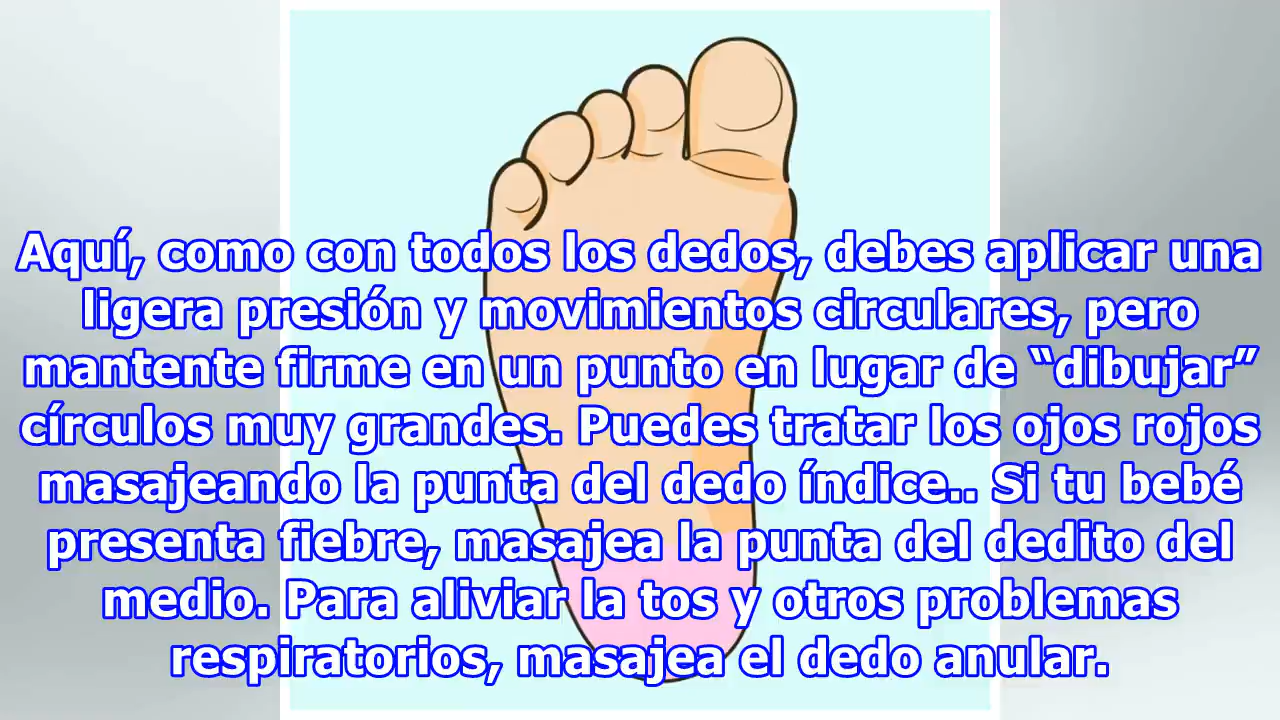 Aquí, como con todos los dedos, debes aplicar una
ligera presión y movimientos circulares, pero
mantente firme en un punto en lugar de “dibujar”
círculos muy grandes. Puedes tratar los ojos rojos
masajeando la punta del dedo índice.. Si tu bebé
presenta fiebre, masajea la punta del dedito del
medio. Para aliviar la tos y otros problemas
respiratorios, masajea el dedo anular.